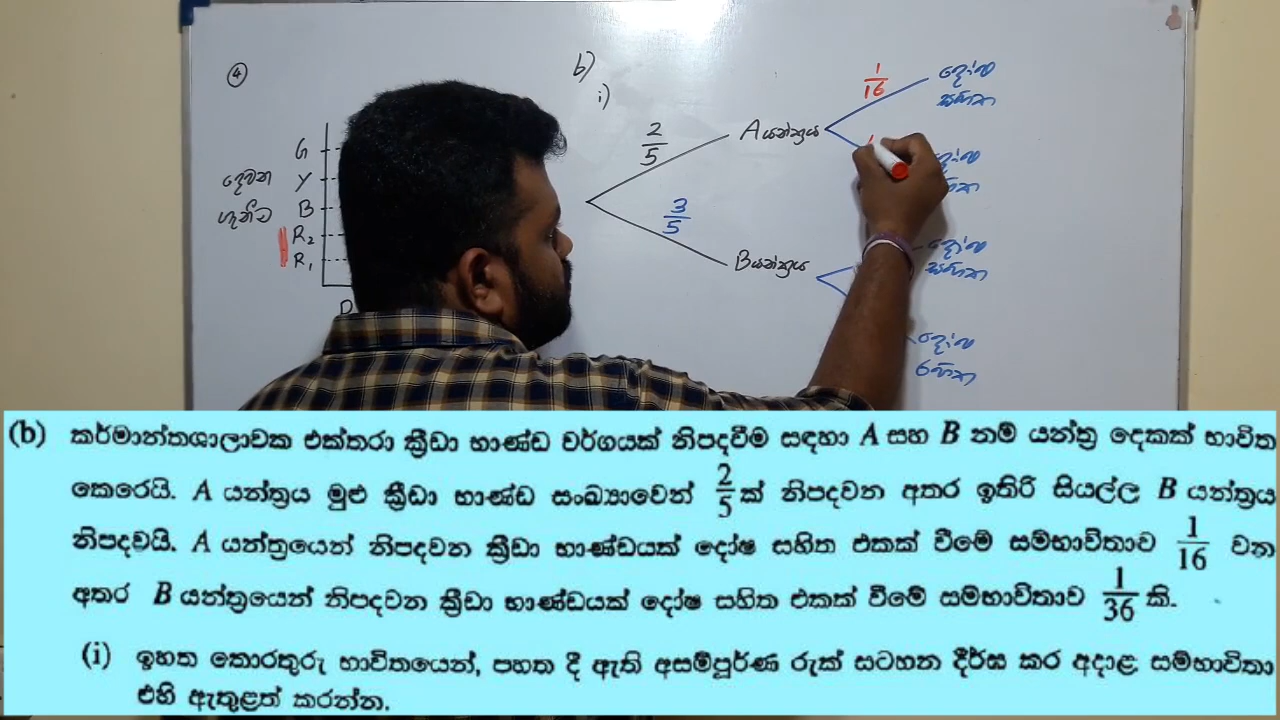 4
b)
i)
G
Y
B
R₂
R₁
දෙවන
ගැනීම
2/5
A යන්ත්‍රය
3/5
B යන්ත්‍රය
1/16
දෝෂ
සහිත
දෝෂ
දෝෂ
සහිත
දෝෂ
රහිත
(b) කර්මාන්තශාලාවක එක්තරා ක්‍රීඩා භාණ්ඩ වර්ගයක් නිපදවීම සඳහා A සහ B නම් යන්ත්‍ර දෙකක් භාවිත
කෙරෙයි. A යන්ත්‍රය මුළු ක්‍රීඩා භාණ්ඩ සංඛ්‍යාවෙන් 2/5 ක් නිපදවන අතර ඉතිරි සියල්ල B යන්ත්‍රය
නිපදවයි. A යන්ත්‍රයෙන් නිපදවන ක්‍රීඩා භාණ්ඩයක් දෝෂ සහිත එකක් වීමේ සම්භාවිතාව 1/16 වන
අතර B යන්ත්‍රයෙන් නිපදවන ක්‍රීඩා භාණ්ඩයක් දෝෂ සහිත එකක් වීමේ සම්භාවිතාව 1/36 කි.
(i) ඉහත තොරතුරු භාවිතයෙන්, පහත දී ඇති අසම්පූර්ණ රුක් සටහන දීර්ඝ කර අදාළ සම්භාවිතා
එහි ඇතුළත් කරන්න.